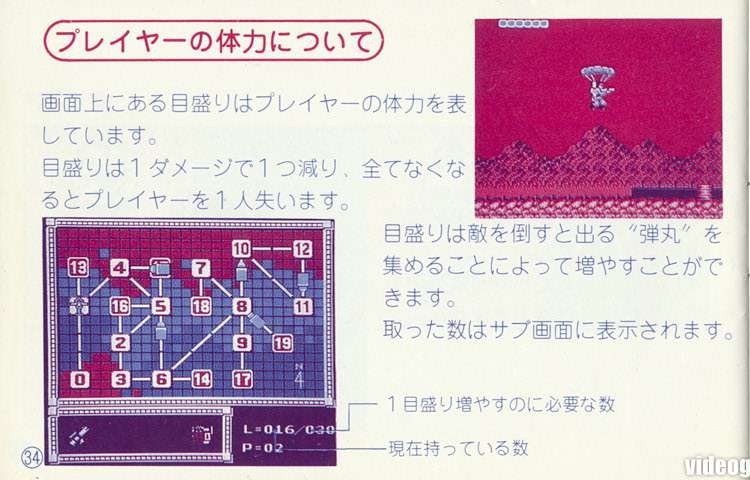 プレイヤーの体力について
画面上にある目盛りはプレイヤーの体力を表
しています。
目盛りは1ダメージで1つ減り、全てなくな
るとプレイヤーを1人失います。
目盛りは敵を倒すと出る“弾丸”を
集めることによって増やすことがで
きます。
取った数はサブ画面に表示されます。
10 12
13 4 7
16 5 18 8 11
2 9 19
0 3 6 14 17
N
L=016/030
P=02
1目盛り増やすのに必要な数
現在持っている数
34
videog